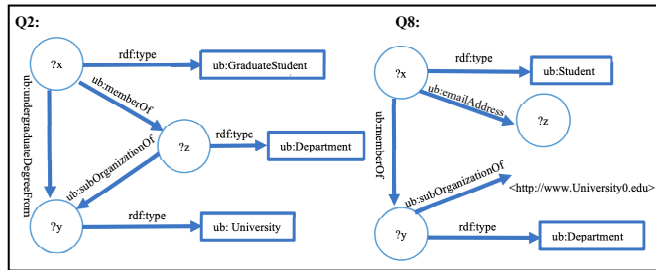 Q2:
?x
rdf:type
ub:GraduateStudent
ub:memberOf
ub:undergraduateDegreeFrom
?z
rdf:type
ub:Department
ub:subOrganizationOf
?y
rdf:type
ub: University
Q8:
?x
rdf:type
ub:Student
ub:emailAddress
?z
ub:memberOf
ub:subOrganizationOf
<http://www.University0.edu>
?y
rdf:type
ub:Department